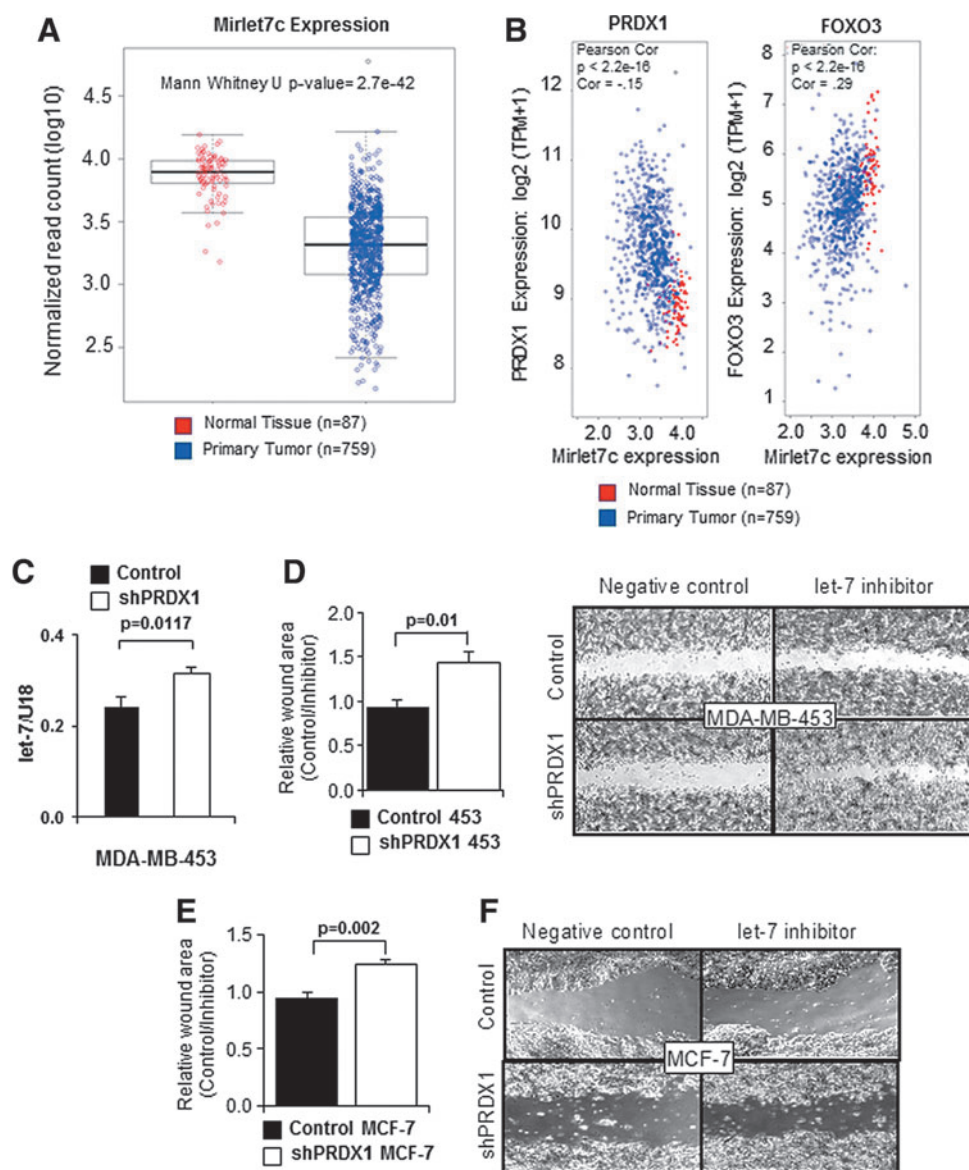 A
Mirlet7c Expression
Mann Whitney U p-value= 2.7e-42
Normalized read count (log10)
4.5
4.0
3.5
3.0
2.5
Normal Tissue (n=87)
Primary Tumor (n=759)
B
PRDX1
Pearson Cor
p < 2.2e-16
Cor = -.15
PRDX1 Expression: log2 (TPM+1)
12
11
10
9
8
2.0 3.0 4.0
Mirlet7c expression
FOXO3
Pearson Cor:
p < 2.2e-16
Cor = .29
FOXO3 Expression: log2 (TPM+1)
8
7
6
5
4
3
2
1
2.0 3.0 4.0 5.0
Mirlet7c expression
Normal Tissue (n=87)
Primary Tumor (n=759)
C
Control
shPRDX1
p=0.0117
let-7/U18
0.4
0.2
0.0
MDA-MB-453
D
Relative wound area
(Control/Inhibitor)
2.0
1.5
1.0
0.5
0.0
p=0.01
Control 453
shPRDX1 453
Negative control
let-7 inhibitor
Control
shPRDX1
MDA-MB-453
E
Relative wound area
(Control/Inhibitor)
1.5
1.0
0.5
0.0
p=0.002
Control MCF-7
shPRDX1 MCF-7
F
Negative control
let-7 inhibitor
Control
shPRDX1
MCF-7